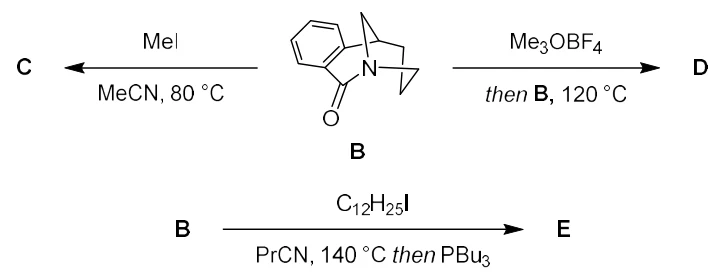 MeI
Me3OBF4
C
N
D
MeCN, 80 °C
then B, 120 °C
O
B
C12H25I
B
E
PrCN, 140 °C then PBu3